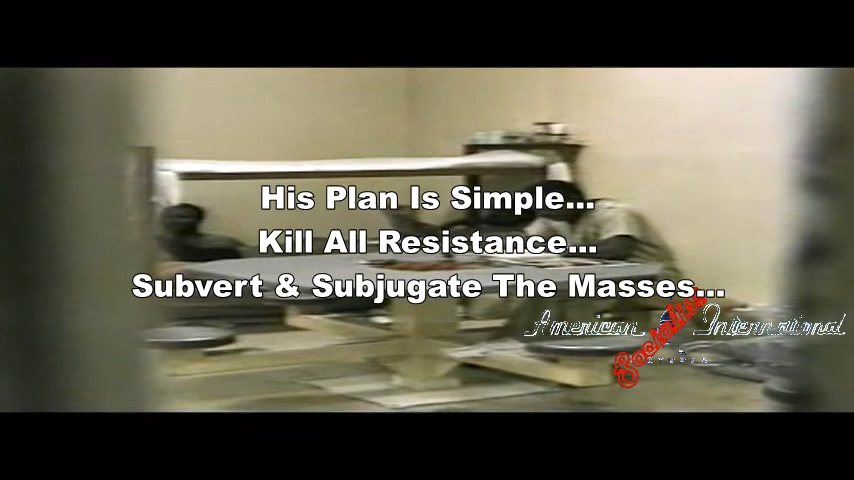 His Plan Is Simple...
Kill All Resistance...
Subvert & Subjugate The Masses...
American International
Socialist